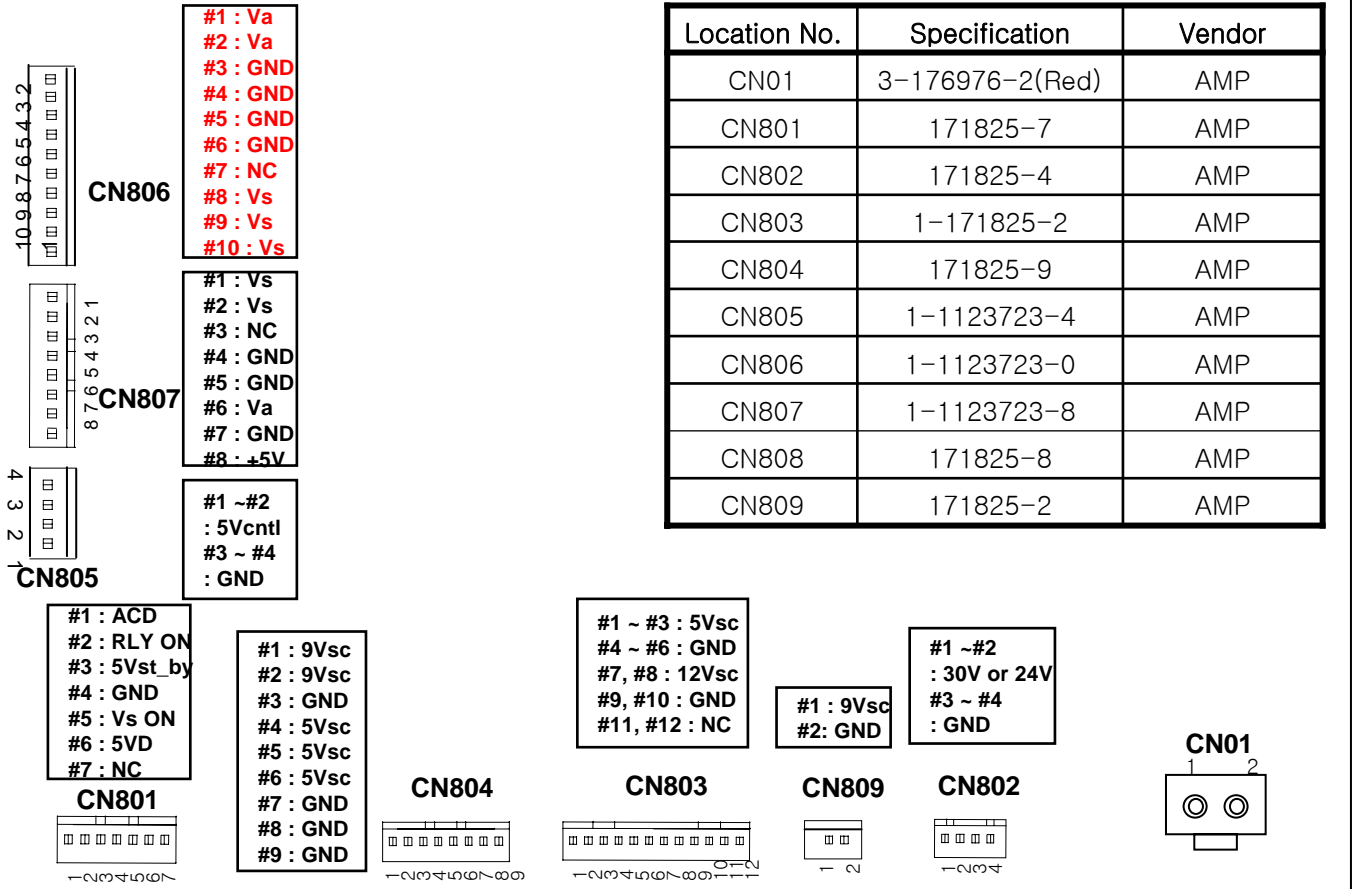 #1 : Va
#2 : Va
#3 : GND
#4 : GND
#5 : GND
#6 : GND
#7 : NC
#8 : Vs
#9 : Vs
#10 : Vs
10 9 8 7 6 5 4 3 2
1
CN806
#1 : Vs
#2 : Vs
#3 : NC
#4 : GND
#5 : GND
#6 : Va
#7 : GND
#8 : +5V
8 7 6 5 4 3 2 1
CN807
#1 ~#2
: 5Vcntl
#3 ~ #4
: GND
4 3 2 1
CN805
Location No. Specification Vendor
CN01 3-176976-2(Red) AMP
CN801 171825-7 AMP
CN802 171825-4 AMP
CN803 1-171825-2 AMP
CN804 171825-9 AMP
CN805 1-1123723-4 AMP
CN806 1-1123723-0 AMP
CN807 1-1123723-8 AMP
CN808 171825-8 AMP
CN809 171825-2 AMP
#1 : ACD
#2 : RLY ON
#3 : 5Vst_by
#4 : GND
#5 : Vs ON
#6 : 5VD
#7 : NC
CN801
1 2 3 4 5 6 7
#1 : 9Vsc
#2 : 9Vsc
#3 : GND
#4 : 5Vsc
#5 : 5Vsc
#6 : 5Vsc
#7 : GND
#8 : GND
#9 : GND
CN804
1 2 3 4 5 6 7 8 9
#1 ~ #3 : 5Vsc
#4 ~ #6 : GND
#7, #8 : 12Vsc
#9, #10 : GND
#11, #12 : NC
CN803
1 2 3 4 5 6 7 8 9 10 11 12
#1 : 9Vsc
#2: GND
CN809
1 2
#1 ~#2
: 30V or 24V
#3 ~ #4
: GND
CN802
1 2 3 4
CN01
1 2